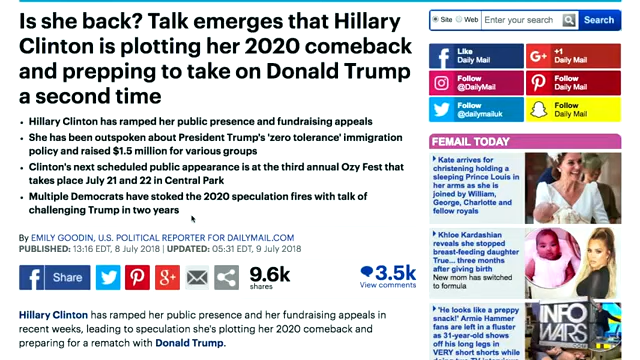 Is she back? Talk emerges that Hillary
Clinton is plotting her 2020 comeback
and prepping to take on Donald Trump
a second time
• Hillary Clinton has ramped her public presence and fundraising appeals
• She has been outspoken about President Trump's 'zero tolerance' immigration
policy and raised $1.5 million for various groups
• Clinton's next scheduled public appearance is at the third annual Ozy Fest that
takes place July 21 and 22 in Central Park
• Multiple Democrats have stoked the 2020 speculation fires with talk of
challenging Trump in two years
By EMILY GOODIN, U.S. POLITICAL REPORTER FOR DAILYMAIL.COM
PUBLISHED: 13:16 EDT, 8 July 2018 | UPDATED: 05:31 EDT, 9 July 2018
Share
9.6k
shares
3.5k
View comments
Hillary Clinton has ramped her public presence and her fundraising appeals in
recent weeks, leading to speculation she's plotting her 2020 comeback and
preparing for a rematch with Donald Trump.
Site Web Enter your search Search
Like
Daily Mail
+1
Daily Mail
Follow
@DailyMail
Follow
Daily Mail
Follow
@dailymailuk
Follow
Daily Mail
FEMAIL TODAY
Kate arrives for
christening holding a
sleeping Prince Louis in
her arms as she is
joined by William,
George, Charlotte and
fellow royals
Khloe Kardashian
reveals she stopped
breast-feeding daughter
True... three months
after giving birth
New mom has switched
to formula
'He looks like a preppy
snack!' Armie Hammer
fans are left in a fluster
as 31-year-old shows
off his long legs in
VERY short shorts while
INFO
WARS